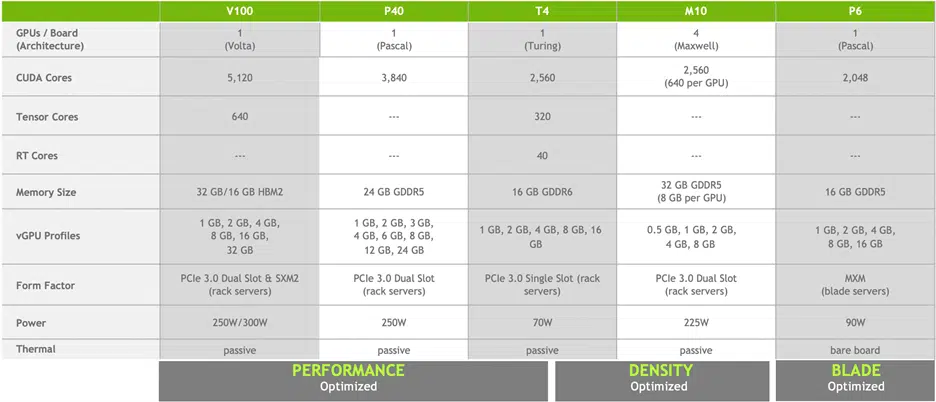 V100 P40 T4 M10 P6
GPUs / Board
(Architecture)
1
(Volta)
1
(Pascal)
1
(Turing)
4
(Maxwell)
1
(Pascal)
CUDA Cores
5,120
3,840
2,560
2,560
(640 per GPU)
2,048
Tensor Cores
640
---
320
---
---
RT Cores
---
---
40
---
---
Memory Size
32 GB/16 GB HBM2
24 GB GDDR5
16 GB GDDR6
32 GB GDDR5
(8 GB per GPU)
16 GB GDDR5
vGPU Profiles
1 GB, 2 GB, 4 GB,
8 GB, 16 GB,
32 GB
1 GB, 2 GB, 3 GB,
4 GB, 6 GB, 8 GB,
12 GB, 24 GB
1 GB, 2 GB, 4 GB, 8 GB, 16
GB
0.5 GB, 1 GB, 2 GB,
4 GB, 8 GB
1 GB, 2 GB, 4 GB,
8 GB, 16 GB
Form Factor
PCIe 3.0 Dual Slot & SXM2
(rack servers)
PCIe 3.0 Dual Slot
(rack servers)
PCIe 3.0 Single Slot (rack
servers)
PCIe 3.0 Dual Slot
(rack servers)
MXM
(blade servers)
Power
250W/300W
250W
70W
225W
90W
Thermal
passive
passive
passive
passive
bare board
PERFORMANCE
Optimized
DENSITY
Optimized
BLADE
Optimized